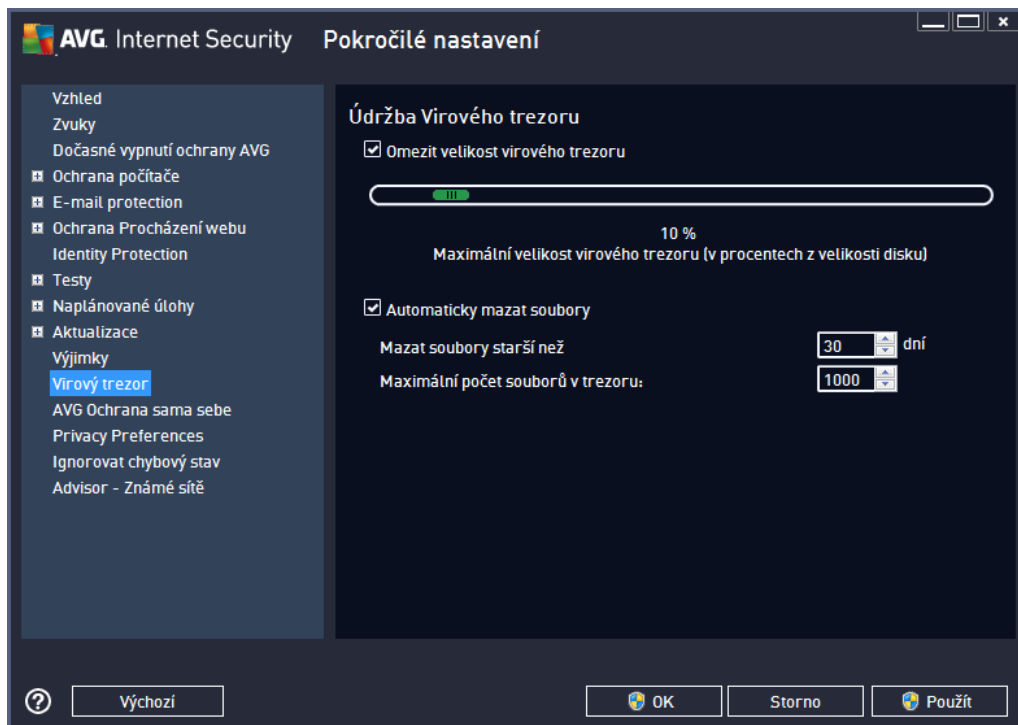 AVG. Internet Security Pokročilé nastavení
Vzhled
Zvuky
Dočasné vypnutí ochrany AVG
Ochrana počítače
E-mail protection
Ochrana Procházení webu
Identity Protection
Testy
Naplánované úlohy
Aktualizace
Výjimky
Virový trezor
AVG Ochrana sama sebe
Privacy Preferences
Ignorovat chybový stav
Advisor - Známé sítě
Údržba Virového trezoru
Omezit velikost virového trezoru
10 %
Maximální velikost virového trezoru (v procentech z velikosti disku)
Automaticky mazat soubory
Mazat soubory starší než 30 dní
Maximální počet souborů v trezoru: 1000
? Výchozí OK Storno Použít